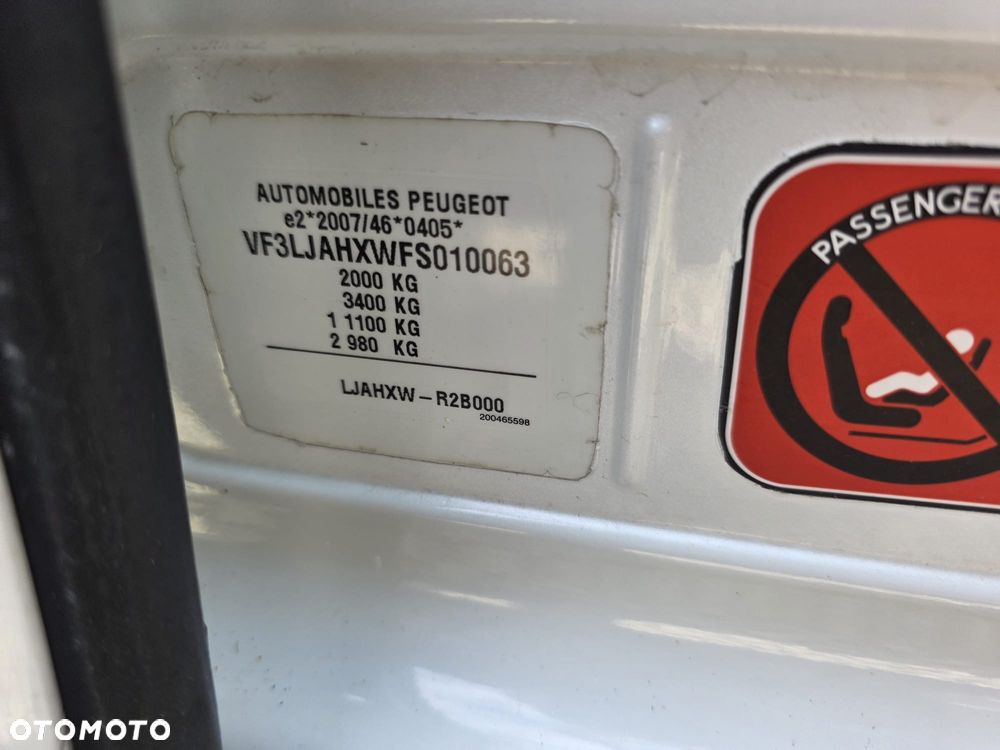 AUTOMOBILES PEUGEOT
e2*2007/46*0405*
VF3LJAHXWFS010063
2000 KG
3400 KG
1 1100 KG
2 980 KG
LJAHXW-R2B000
200465598
PASSENGER
OTOMOTO